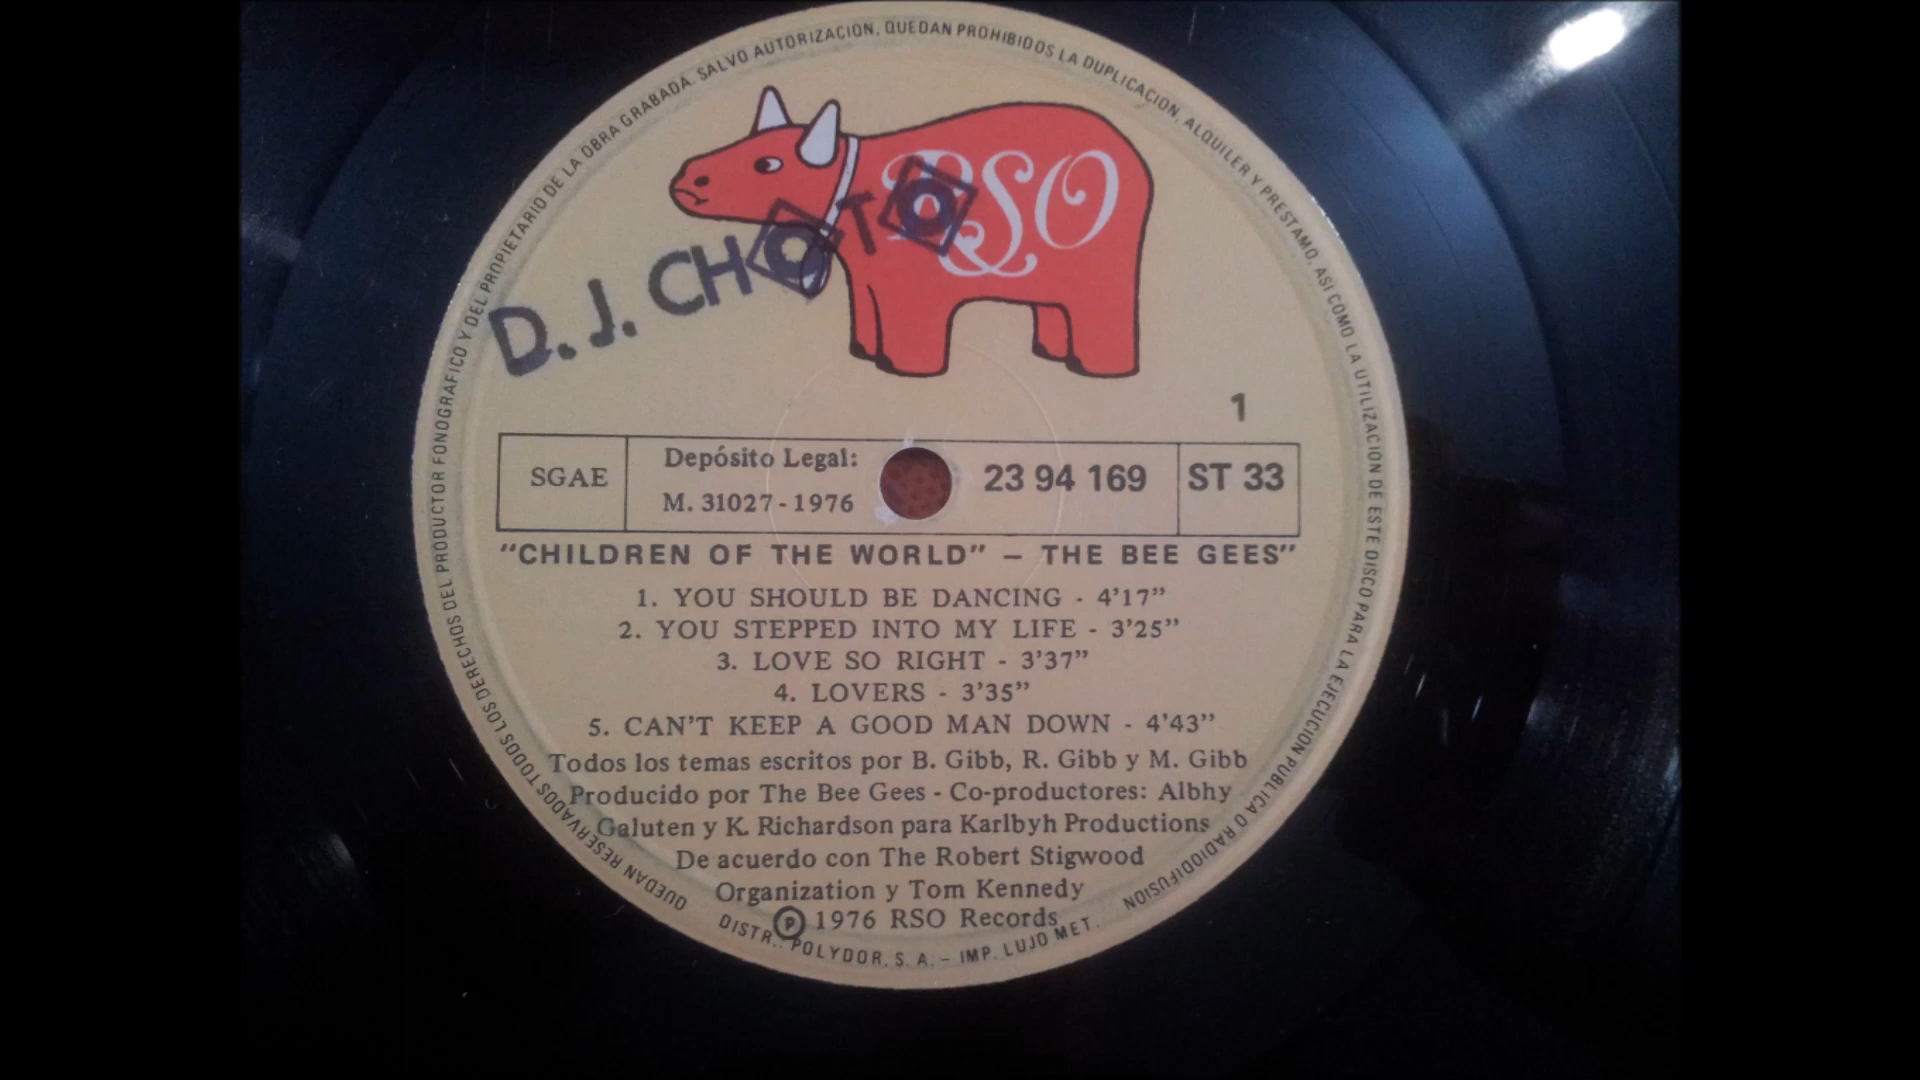 QUEDAN RESERVADOS TODOS LOS DERECHOS DEL PRODUCTOR FONOGRAFICO Y DEL PROPIETARIO DE LA OBRA GRABADA. SALVO AUTORIZACION, QUEDAN PROHIBIDOS LA DUPLICACION, ALQUILER Y PRESTAMO, ASI COMO LA UTILIZACION DE ESTE DISCO PARA LA EJECUCION PUBLICA O RADIODIFUSION
RSO
D.J. CHOTO
1
SGAE
Depósito Legal:
M. 31027-1976
23 94 169
ST 33
"CHILDREN OF THE WORLD" – THE BEE GEES"
1. YOU SHOULD BE DANCING - 4'17"
2. YOU STEPPED INTO MY LIFE - 3'25"
3. LOVE SO RIGHT - 3'37"
4. LOVERS - 3'35"
5. CAN'T KEEP A GOOD MAN DOWN - 4'43"
Todos los temas escritos por B. Gibb, R. Gibb y M. Gibb
Producido por The Bee Gees - Co-productores: Albhy
Galuten y K. Richardson para Karlbyh Productions
De acuerdo con The Robert Stigwood
Organization y Tom Kennedy
℗ 1976 RSO Records
DISTR.. POLYDOR. S. A. – IMP. LUJO MET.